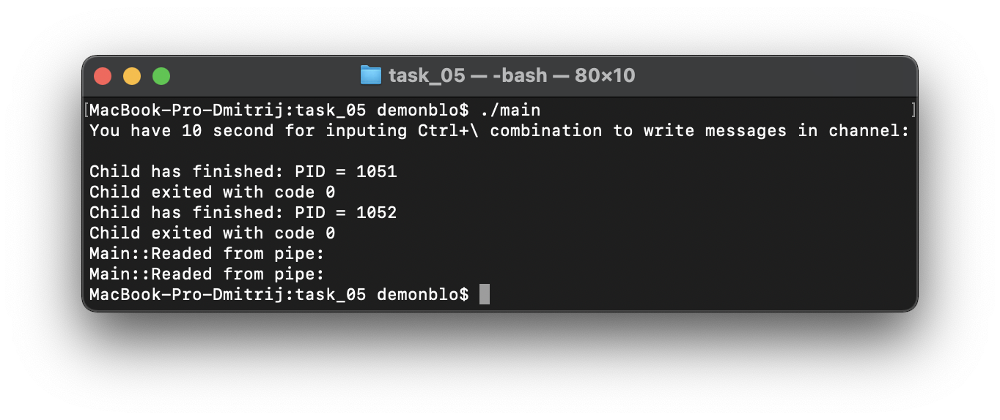 task_05 — -bash — 80×10
[MacBook-Pro-Dmitrij:task_05 demonblo$ ./main ]
You have 10 second for inputing Ctrl+\ combination to write messages in channel:
Child has finished: PID = 1051
Child exited with code 0
Child has finished: PID = 1052
Child exited with code 0
Main::Readed from pipe:
Main::Readed from pipe:
MacBook-Pro-Dmitrij:task_05 demonblo$